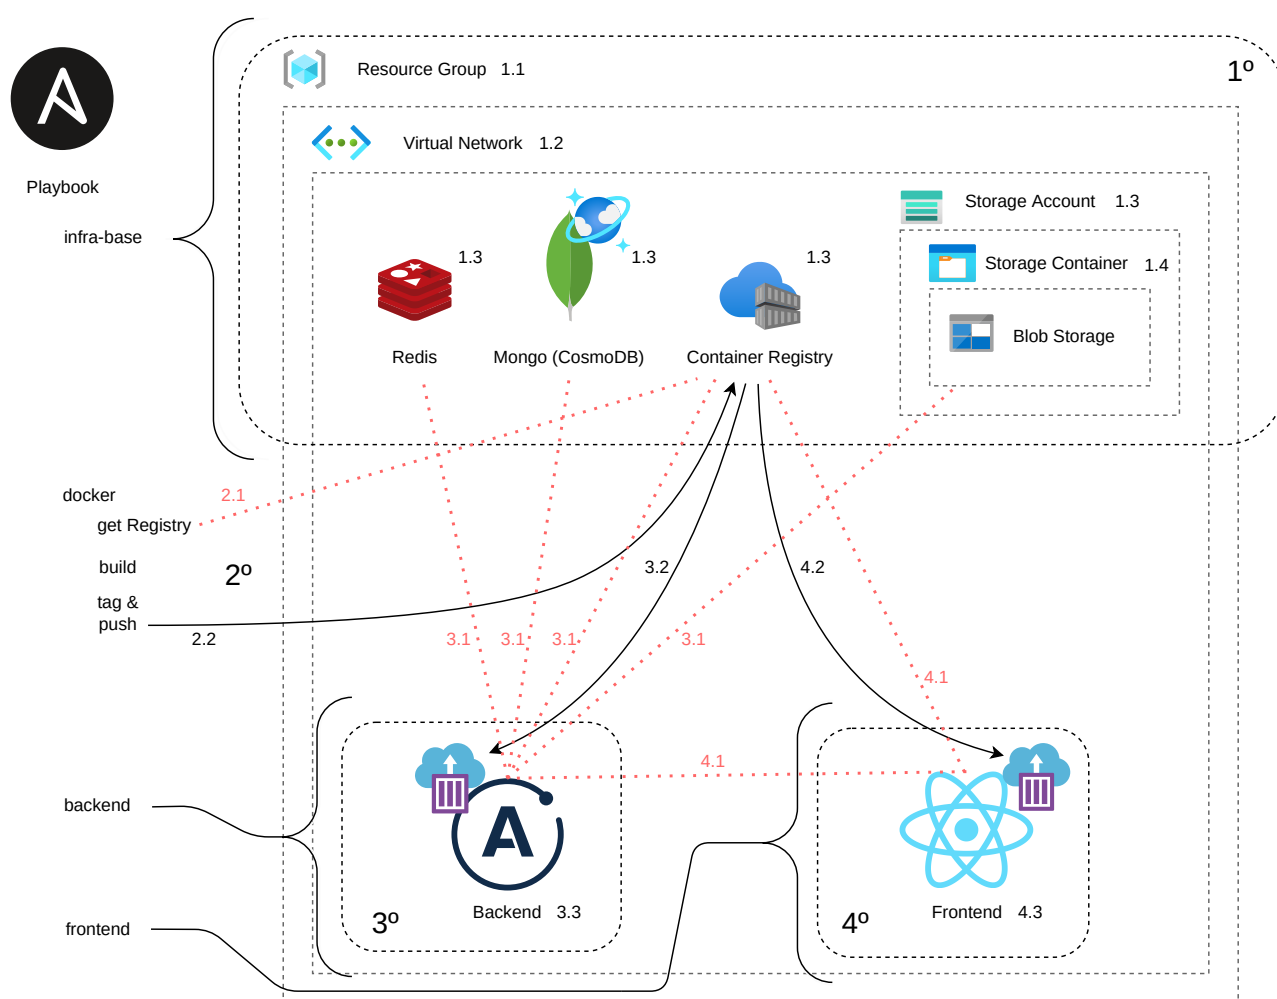 Resource Group 1.1
1º
Virtual Network 1.2
Playbook
Storage Account 1.3
infra-base
1.3
1.3
1.3
Storage Container 1.4
Blob Storage
Redis
Mongo (CosmoDB)
Container Registry
docker
2.1
get Registry
build
2º
3.2
4.2
tag &
push
2.2
3.1
3.1
3.1
3.1
4.1
4.1
backend
A
Backend 3.3
Frontend 4.3
3º
4º
frontend